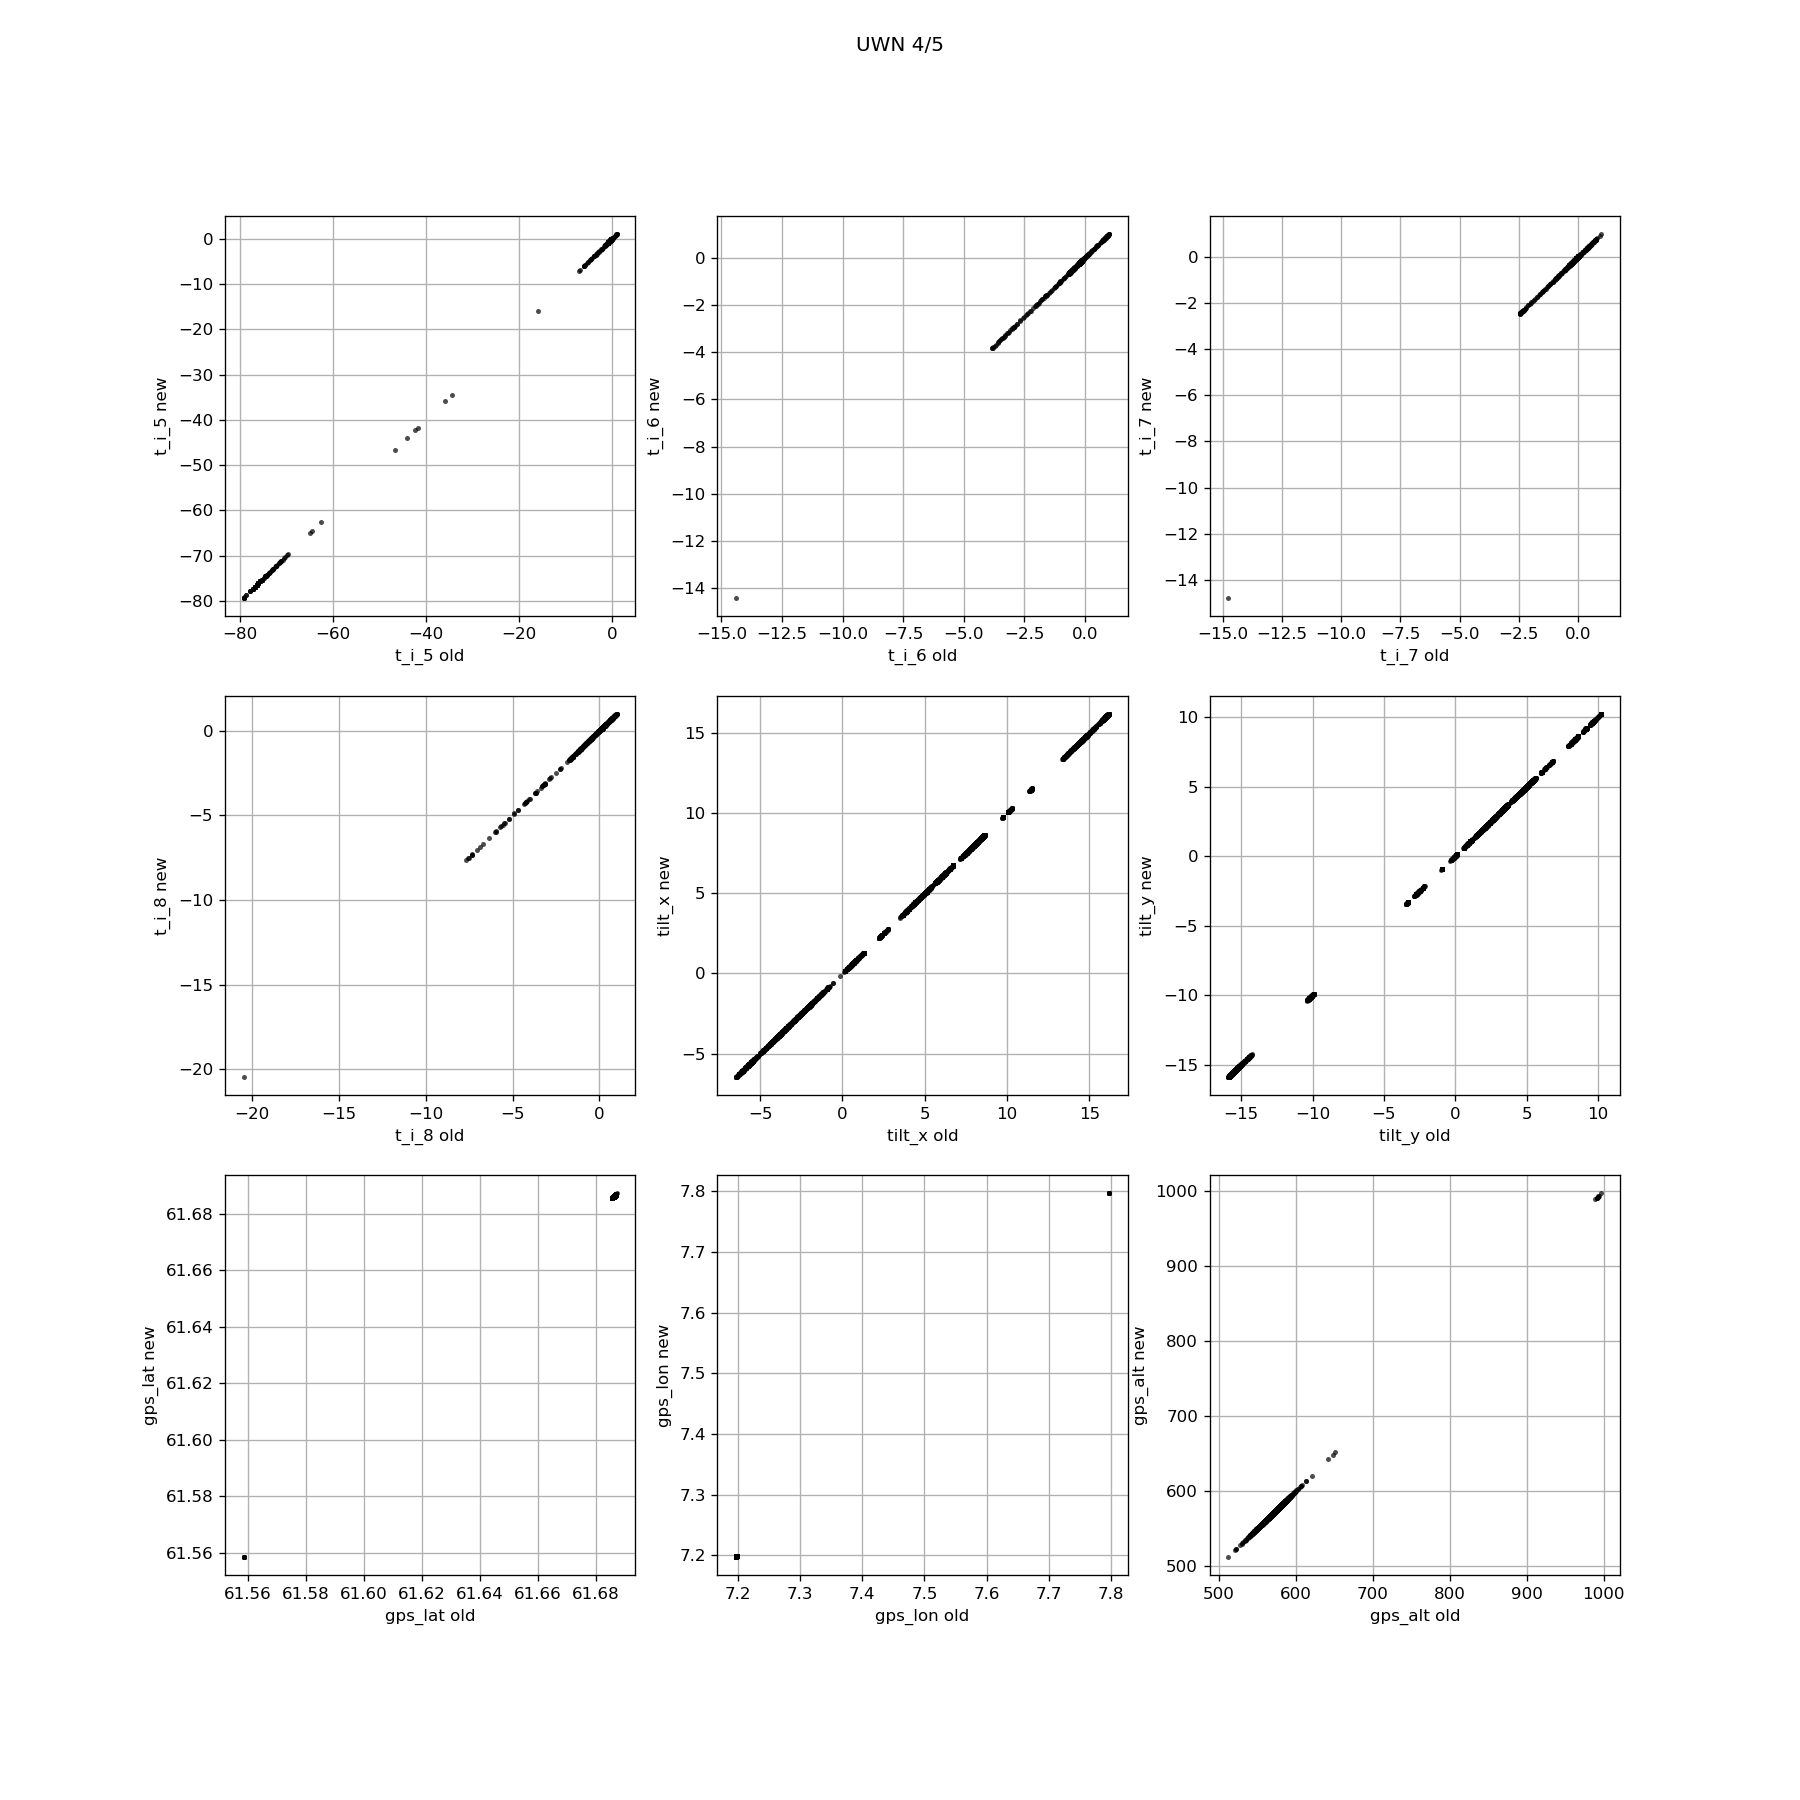 UWN 4/5
t_i_5 new
0
−10
−20
−30
−40
−50
−60
−70
−80
−80 −60 −40 −20 0
t_i_5 old
t_i_6 new
0
−2
−4
−6
−8
−10
−12
−14
−15.0 −12.5 −10.0 −7.5 −5.0 −2.5 0.0
t_i_6 old
t_i_7 new
0
−2
−4
−6
−8
−10
−12
−14
−15.0 −12.5 −10.0 −7.5 −5.0 −2.5 0.0
t_i_7 old
t_i_8 new
0
−5
−10
−15
−20
−20 −15 −10 −5 0
t_i_8 old
tilt_x new
15
10
5
0
−5
−5 0 5 10 15
tilt_x old
tilt_y new
10
5
0
−5
−10
−15
−15 −10 −5 0 5 10
tilt_y old
gps_lat new
61.68
61.66
61.64
61.62
61.60
61.58
61.56
61.56 61.58 61.60 61.62 61.64 61.66 61.68
gps_lat old
gps_lon new
7.8
7.7
7.6
7.5
7.4
7.3
7.2
7.2 7.3 7.4 7.5 7.6 7.7 7.8
gps_lon old
gps_alt new
1000
900
800
700
600
500
500 600 700 800 900 1000
gps_alt old